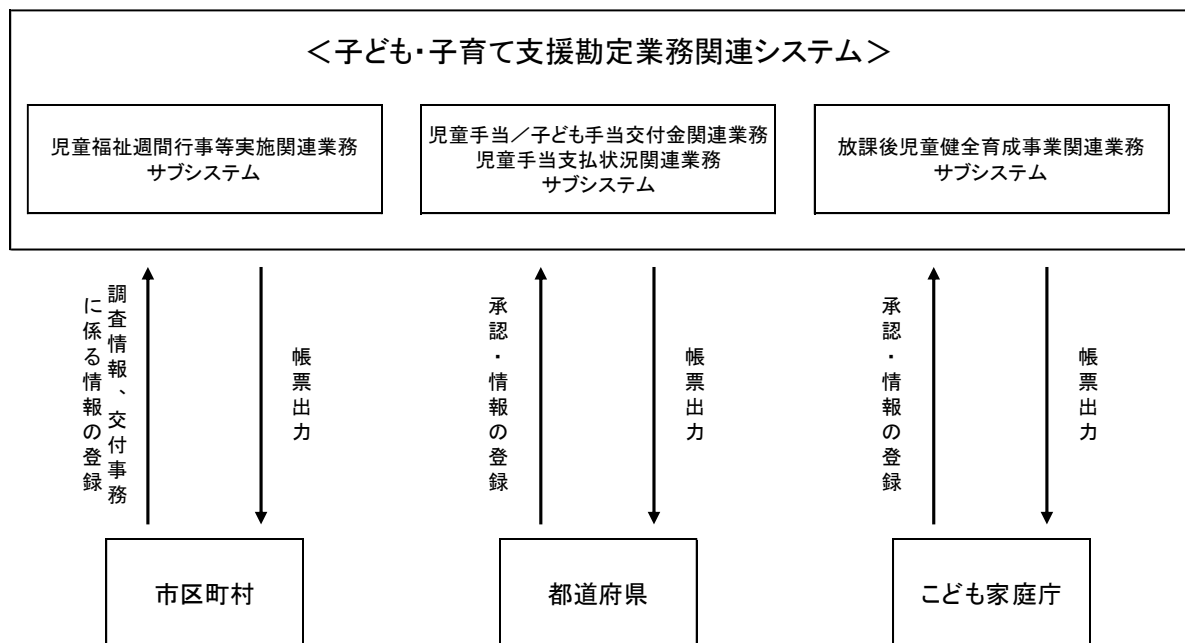 ＜子ども・子育て支援勘定業務関連システム＞
児童福祉週間行事等実施関連業務
サブシステム
児童手当／子ども手当交付金関連業務
児童手当支払状況関連業務
サブシステム
放課後児童健全育成事業関連業務
サブシステム
調査情報、交付事務
に係る情報の登録
帳票出力
承認・情報の登録
帳票出力
承認・情報の登録
帳票出力
市区町村
都道府県
こども家庭庁